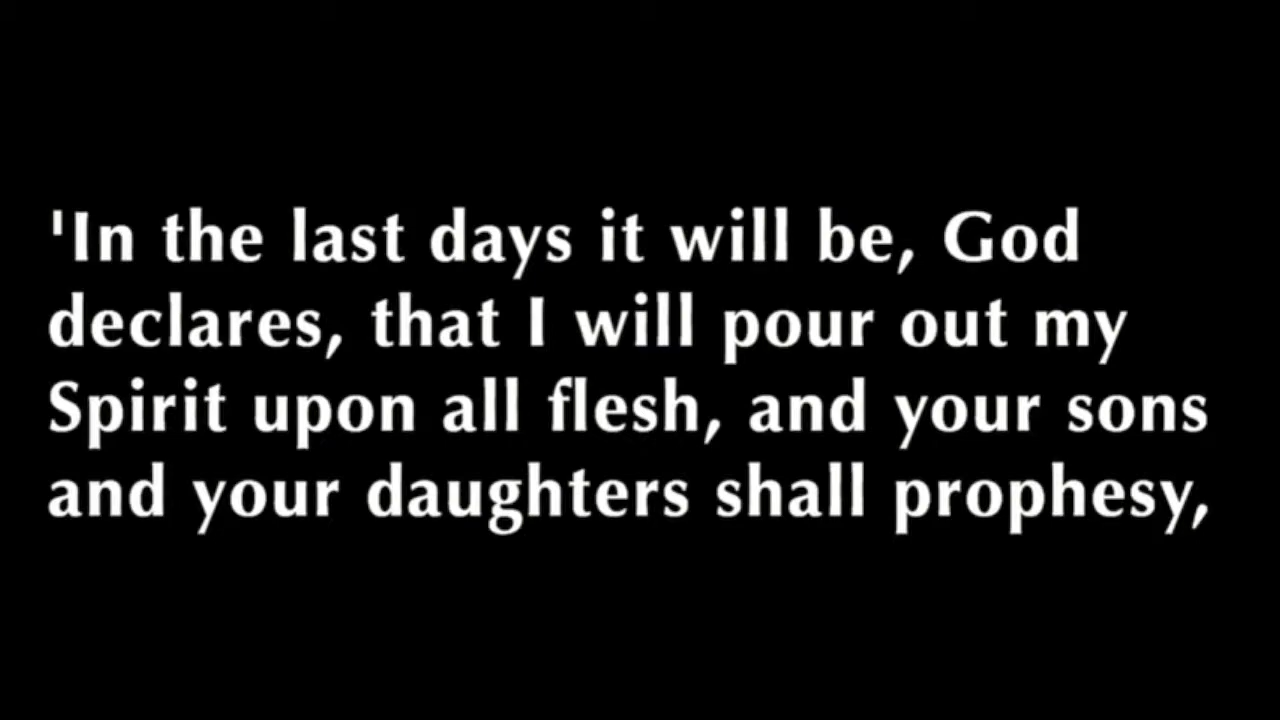 'In the last days it will be, God
declares, that I will pour out my
Spirit upon all flesh, and your sons
and your daughters shall prophesy,